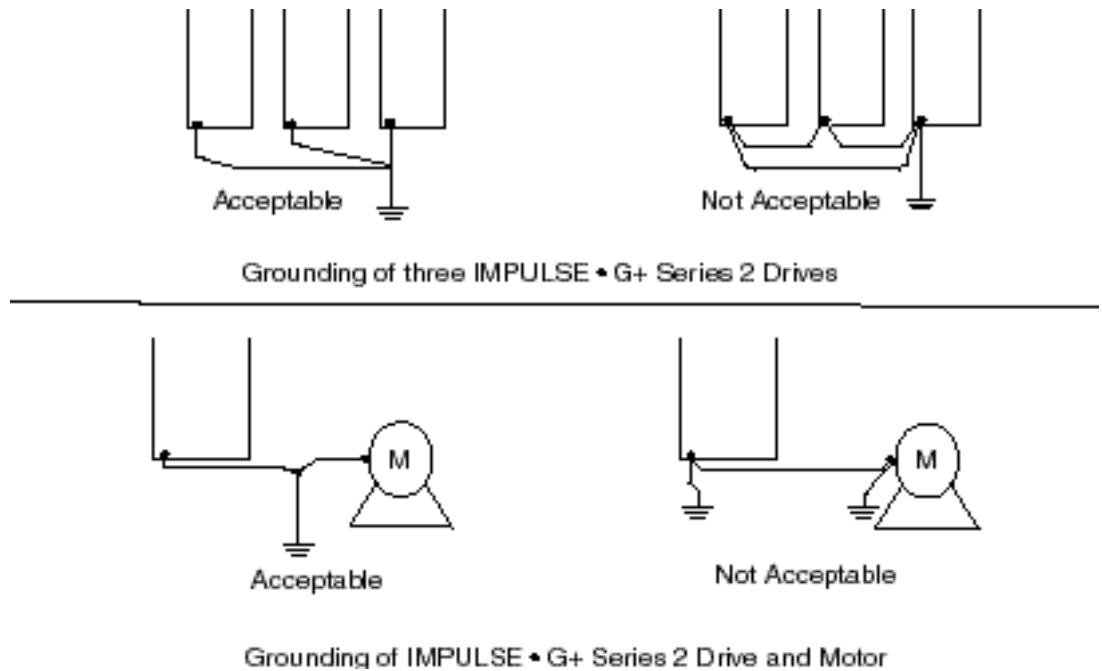 Acceptable
Not Acceptable
Grounding of three IMPULSE • G+ Series 2 Drives
M
M
Acceptable
Not Acceptable
Grounding of IMPULSE • G+ Series 2 Drive and Motor